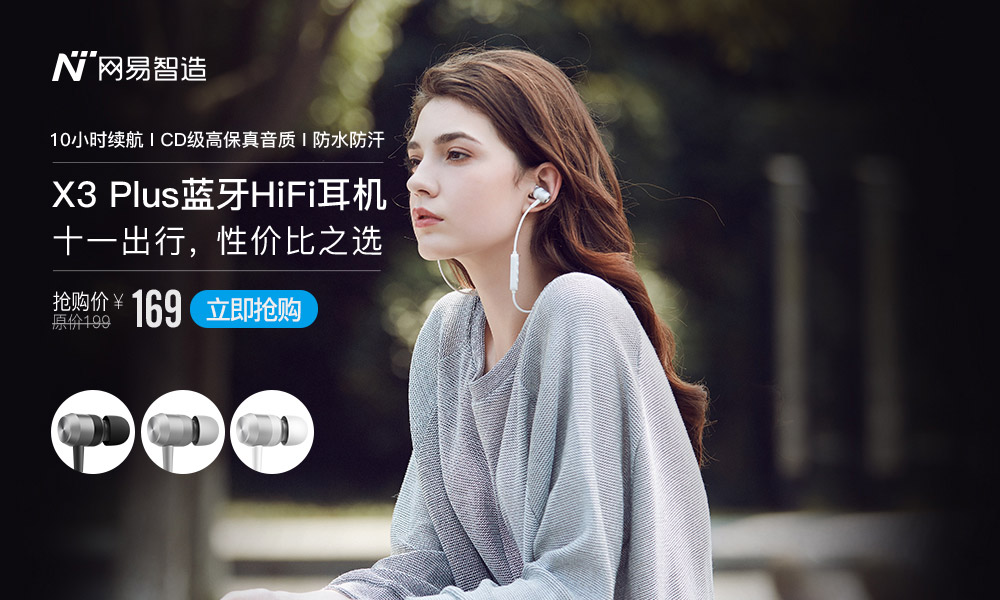 网易智造
10小时续航 I CD级高保真音质 I 防水防汗
X3 Plus蓝牙HiFi耳机
十一出行，性价比之选
抢购价¥169 立即抢购
原价199